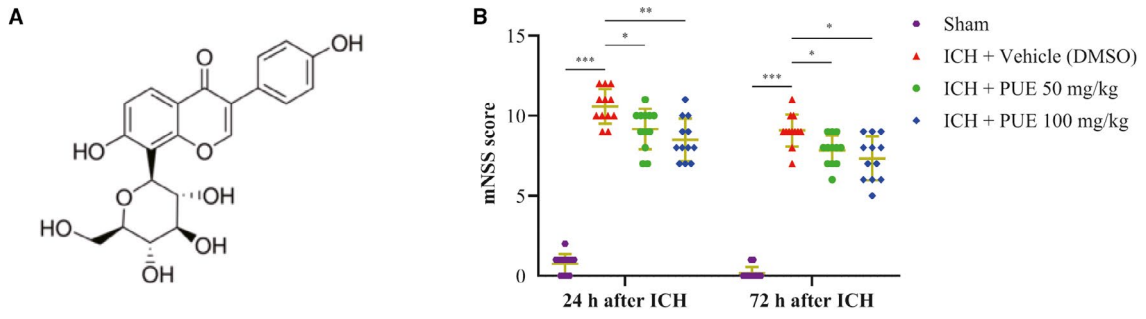 A
O
OH
HO
O
O
OH
HO
OH
OH
B
mNSS score
15
10
5
0
***
*
**
***
*
*
24 h after ICH
72 h after ICH
Sham
ICH + Vehicle (DMSO)
ICH + PUE 50 mg/kg
ICH + PUE 100 mg/kg